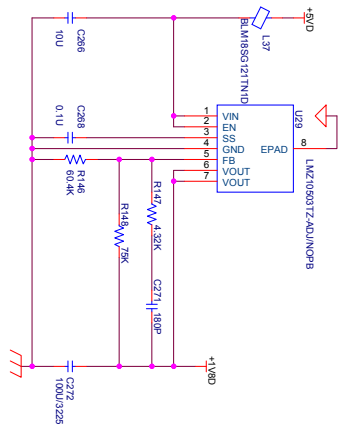 +5VD
L37
BLM18SG121TN1D
C266
10U
C268
0.1U
U29
1 VIN
2 EN
3 SS
4 GND
5 FB
6 VOUT
7 VOUT
EPAD 8
LMZ10503TZ-ADJ/NOPB
R146
60.4K
R147
4.32K
R148
75K
C271
180P
+1V8D
C272
100U/3225